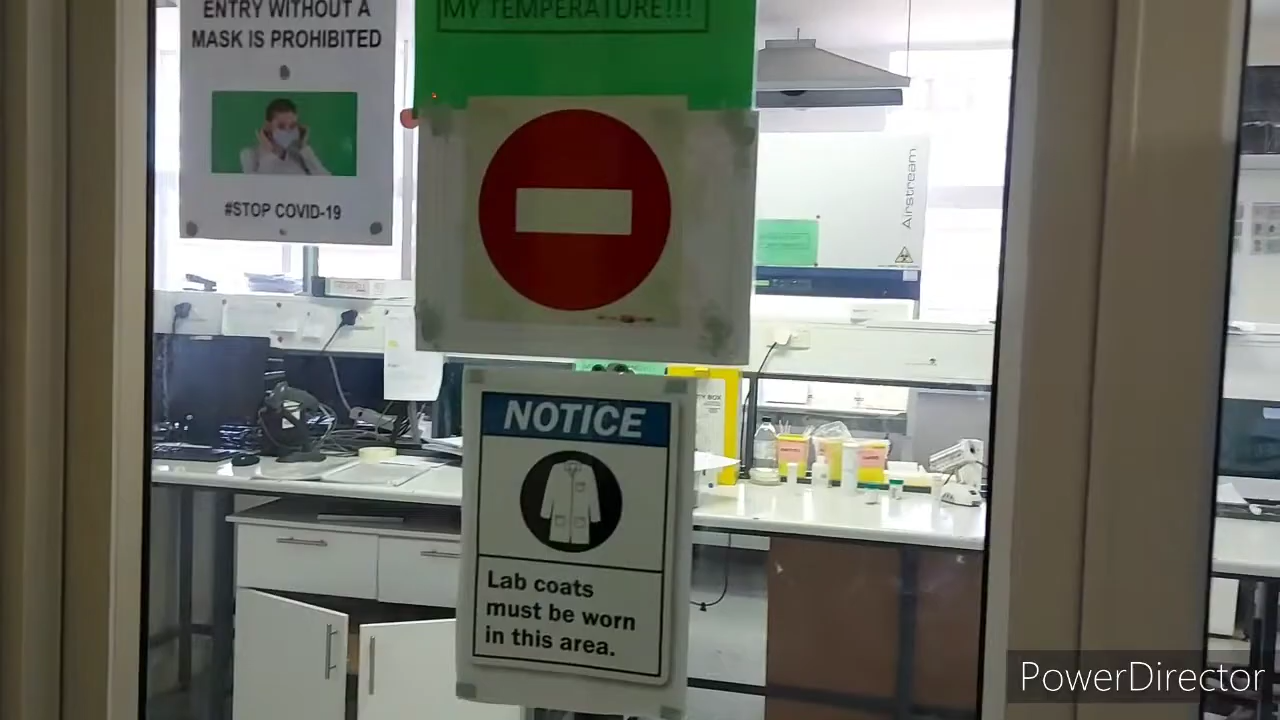 ENTRY WITHOUT A
MASK IS PROHIBITED
#STOP COVID-19
MY TEMPERATURE!!!
Airstream
NOTICE
Lab coats
must be worn
in this area.
BOX
PowerDirector